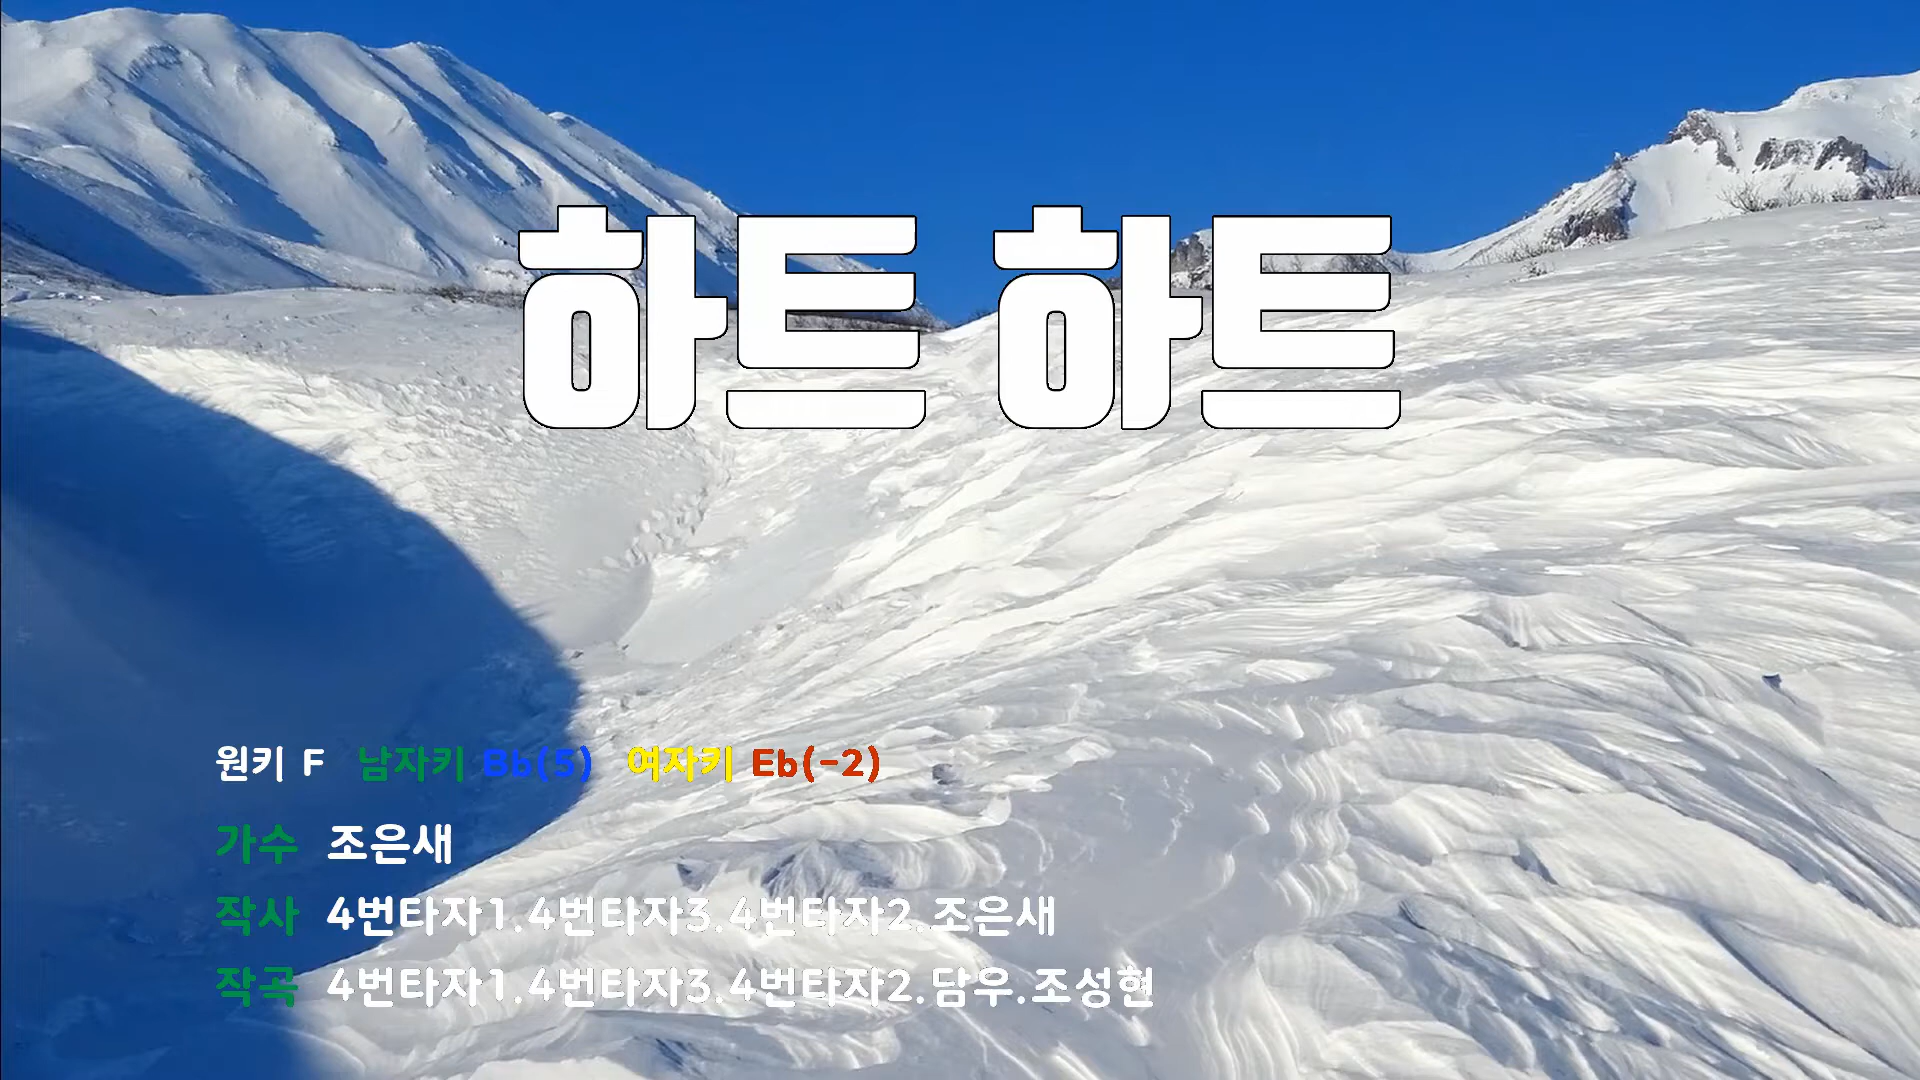 하트 하트
원키 F 남자키 Bb(5) 여자키 Eb(-2)
가수 조은새
작사 4번타자1.4번타자3.4번타자2.조은새
작곡 4번타자1.4번타자3.4번타자2.담우.조성현